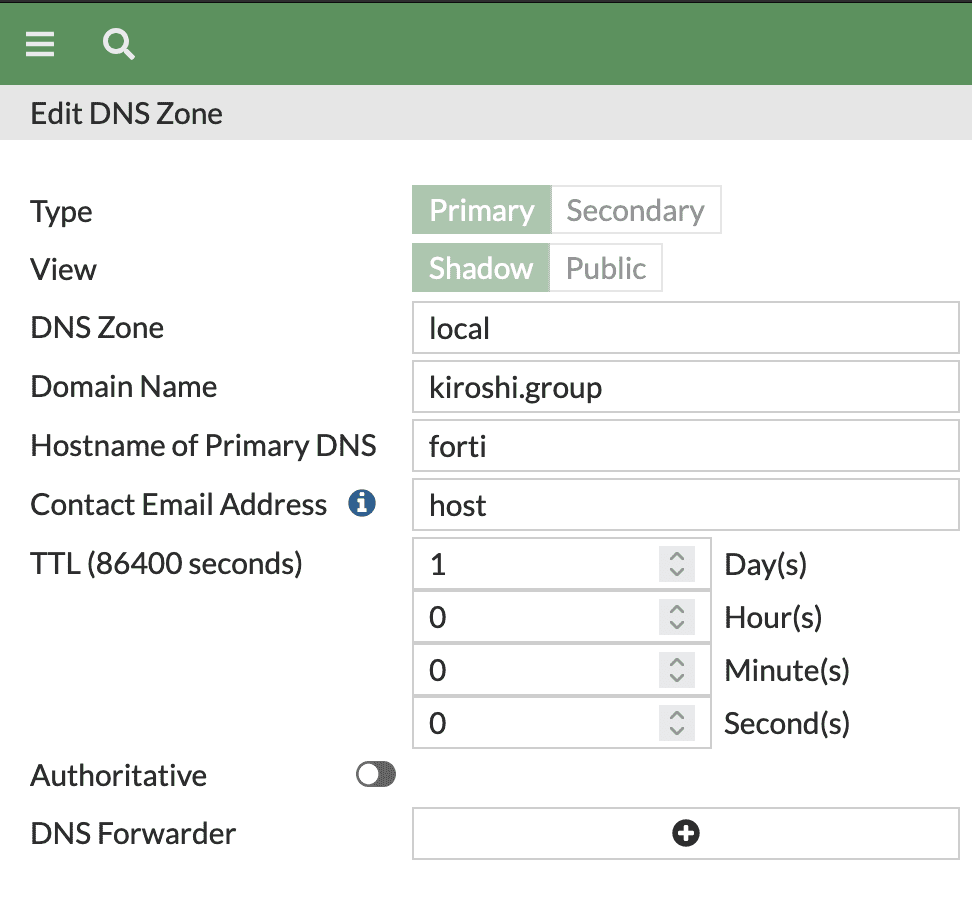 Edit DNS Zone
Type Primary Secondary
View Shadow Public
DNS Zone local
Domain Name kiroshi.group
Hostname of Primary DNS forti
Contact Email Address host
TTL (86400 seconds) 1 Day(s)
0 Hour(s)
0 Minute(s)
0 Second(s)
Authoritative
DNS Forwarder